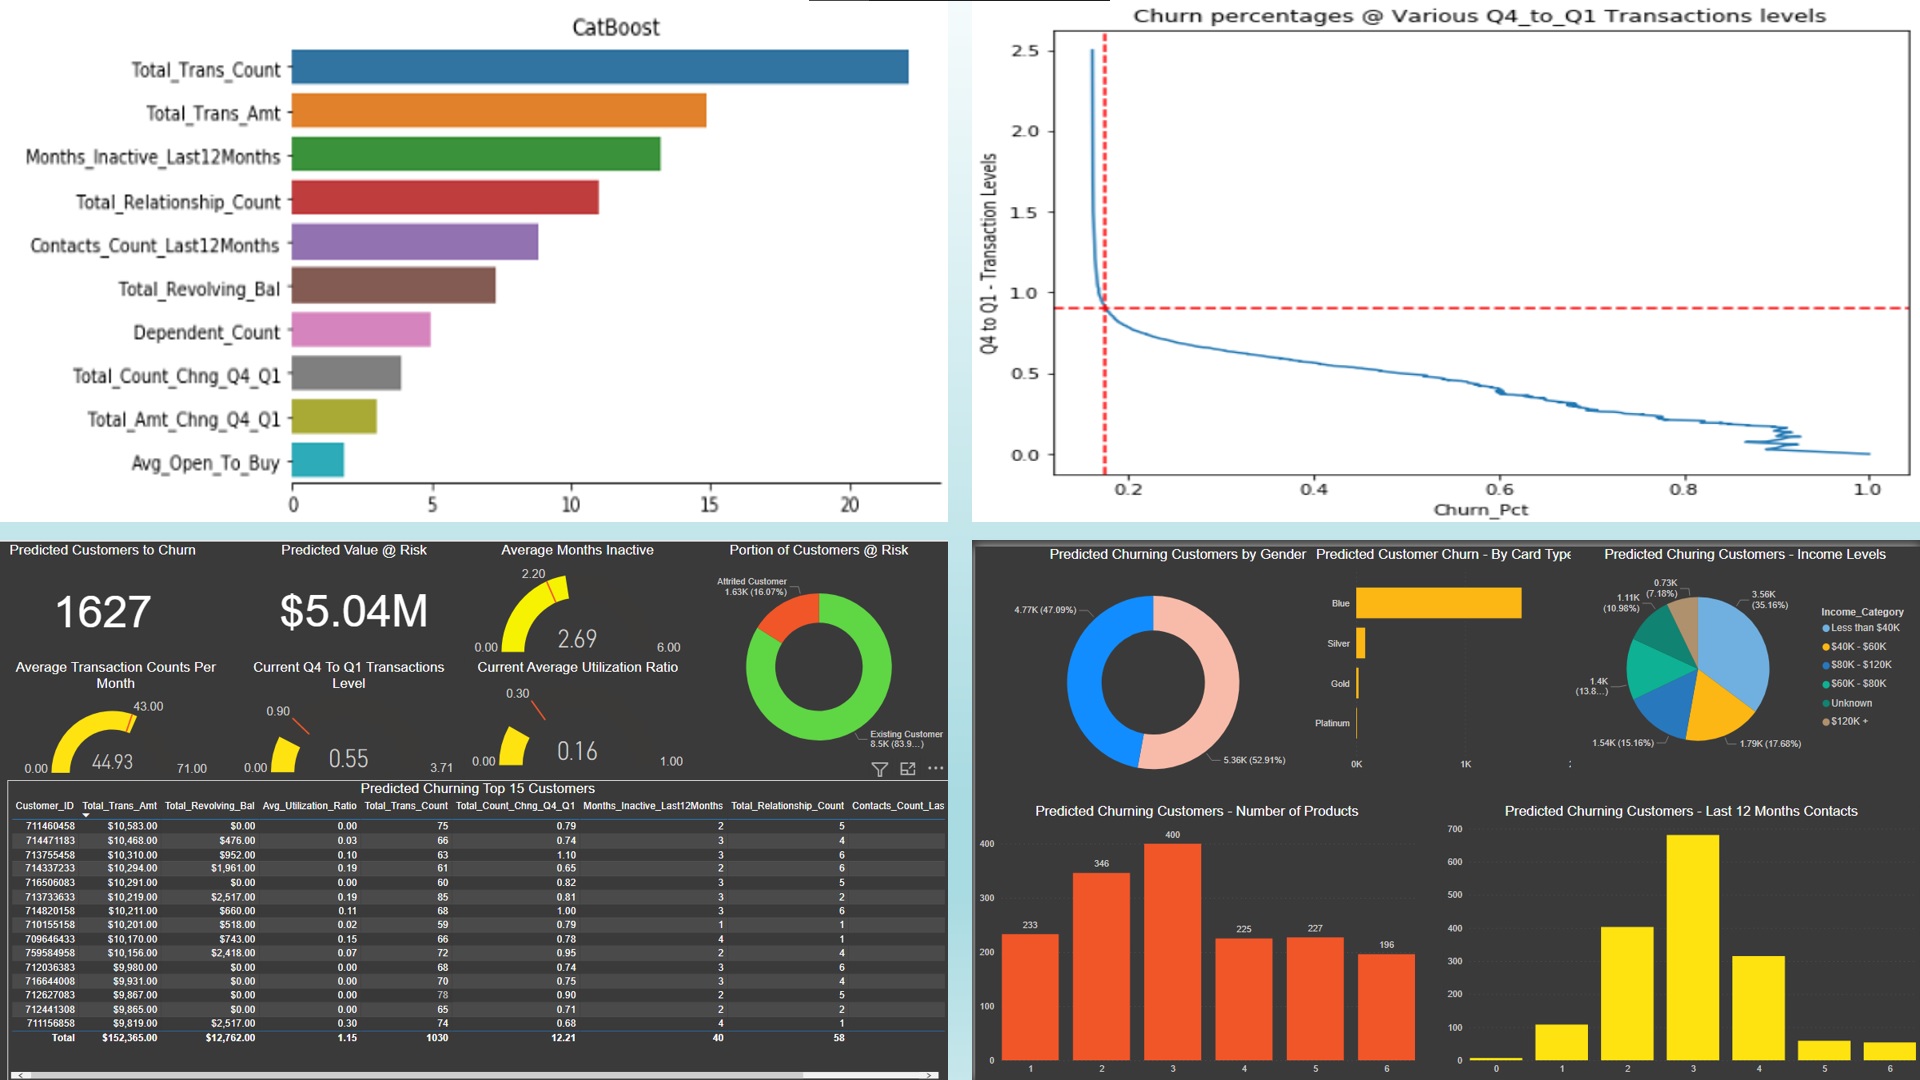 CatBoost
Total_Trans_Count
Total_Trans_Amt
Months_Inactive_Last12Months
Total_Relationship_Count
Contacts_Count_Last12Months
Total_Revolving_Bal
Dependent_Count
Total_Count_Chng_Q4_Q1
Total_Amt_Chng_Q4_Q1
Avg_Open_To_Buy
0 5 10 15 20
Churn percentages @ Various Q4_to_Q1 Transactions levels
Q4 to Q1 - Transaction Levels
2.5
2.0
1.5
1.0
0.5
0.0
0.2 0.4 0.6 0.8 1.0
Churn_Pct
Predicted Customers to Churn
1627
Predicted Value @ Risk
$5.04M
Average Months Inactive
2.20
0.00 2.69 6.00
Portion of Customers @ Risk
Attrited Customer
1.63K (16.07%)
Existing Customer
8.5K (83.9...)
Average Transaction Counts Per
Month
43.00
0.00 44.93 71.00
Current Q4 To Q1 Transactions
Level
0.90
0.00 0.55 3.71
Current Average Utilization Ratio
0.30
0.00 0.16 1.00
Predicted Churning Top 15 Customers
Customer_ID Total_Trans_Amt Total_Revolving_Bal Avg_Utilization_Ratio Total_Trans_Count Total_Count_Chng_Q4_Q1 Months_Inactive_Last12Months Total_Relationship_Count Contacts_Count_Las
711460458 $10,583.00 $0.00 0.00 75 0.79 2 5
714471183 $10,468.00 $476.00 0.03 66 0.74 3 4
713755458 $10,310.00 $952.00 0.10 63 1.10 3 6
714337233 $10,294.00 $1,961.00 0.19 61 0.65 2 6
716506083 $10,291.00 $0.00 0.00 60 0.82 3 5
713733633 $10,219.00 $2,517.00 0.19 85 0.81 3 2
714820158 $10,211.00 $660.00 0.11 68 1.00 3 6
710155158 $10,201.00 $518.00 0.02 59 0.79 1 1
709646433 $10,170.00 $743.00 0.15 66 0.78 4 1
759584958 $10,156.00 $2,418.00 0.07 72 0.95 2 4
712036383 $9,980.00 $0.00 0.00 68 0.74 3 6
716644008 $9,931.00 $0.00 0.00 70 0.75 3 4
712627083 $9,867.00 $0.00 0.00 78 0.90 2 5
712441308 $9,865.00 $0.00 0.00 65 0.71 2 2
711156858 $9,819.00 $2,517.00 0.30 74 0.68 4 1
Total $152,365.00 $12,762.00 1.15 1030 12.21 40 58
Predicted Churning Customers by Gender
4.77K (47.09%)
5.36K (52.91%)
Predicted Customer Churn - By Card Type
Blue
Silver
Gold
Platinum
0K 1K
Predicted Churing Customers - Income Levels
0.73K
(7.18%)
1.11K
(10.98%)
3.56K
(35.16%)
1.4K
(13.8...)
1.54K (15.16%)
1.79K (17.68%)
Income_Category
Less than $40K
$40K - $60K
$80K - $120K
$60K - $80K
Unknown
$120K +
Predicted Churning Customers - Number of Products
400
300
200
100
0
233 346 400 225 227 196
1 2 3 4 5 6
Predicted Churning Customers - Last 12 Months Contacts
700
600
500
400
300
200
100
0
0 1 2 3 4 5 6